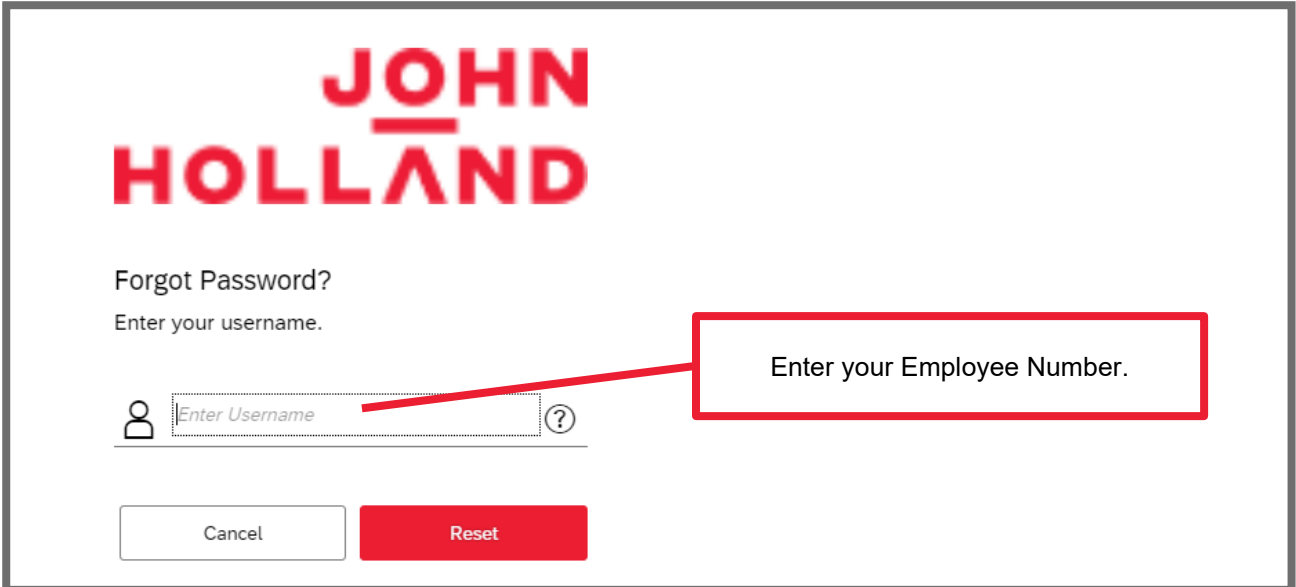 JOHN
HOLLAND
Forgot Password?
Enter your username.
Enter your Employee Number.
Enter Username
?
Cancel
Reset